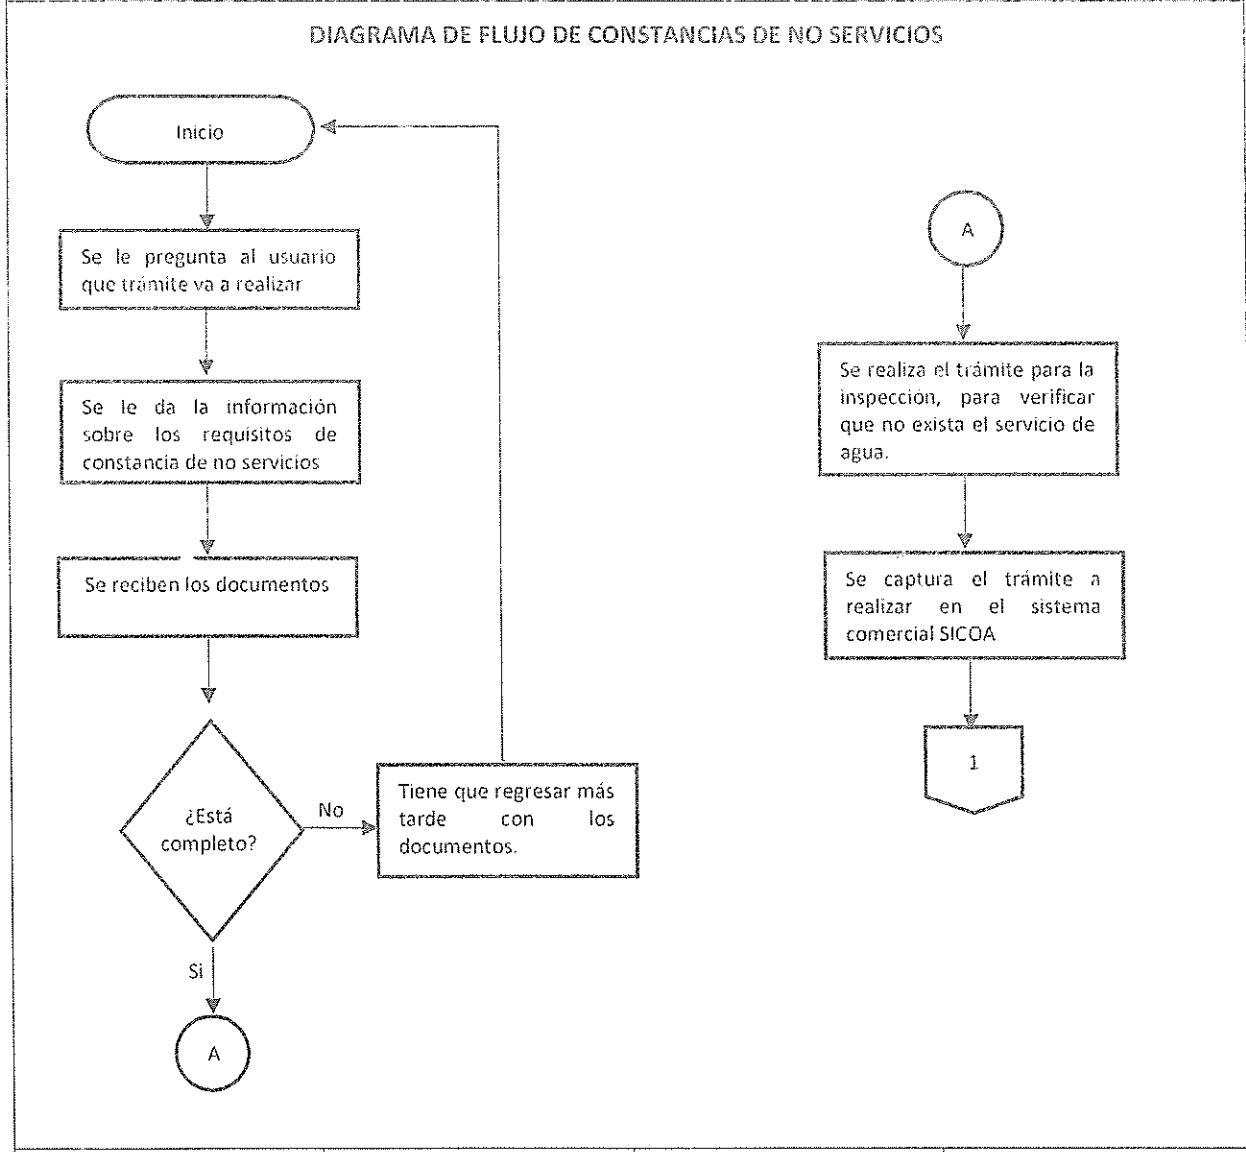 DIAGRAMA DE FLUJO DE CONSTANCIAS DE NO SERVICIOS
Inicio
Se le pregunta al usuario
que trámite va a realizar
Se le da la información
sobre los requisitos de
constancia de no servicios
Se reciben los documentos
¿Está
completo?
No
Tiene que regresar más
tarde con los
documentos.
Si
A
A
Se realiza el trámite para la
inspección, para verificar
que no exista el servicio de
agua.
Se captura el trámite a
realizar en el sistema
comercial SICOA
1